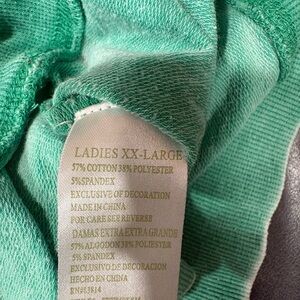 LADIES XX-LARGE
57% COTTON 38% POLYESTER
5%SPANDEX
EXCLUSIVE OF DECORATION
MADE IN CHINA
FOR CARE SEE REVERSE
DAMAS EXTRA EXTRA GRANDE
57% ALGODON 38% POLIESTER
5% SPANDEX
EXCLUSIVO DE DECORACION
HECHO EN CHINA